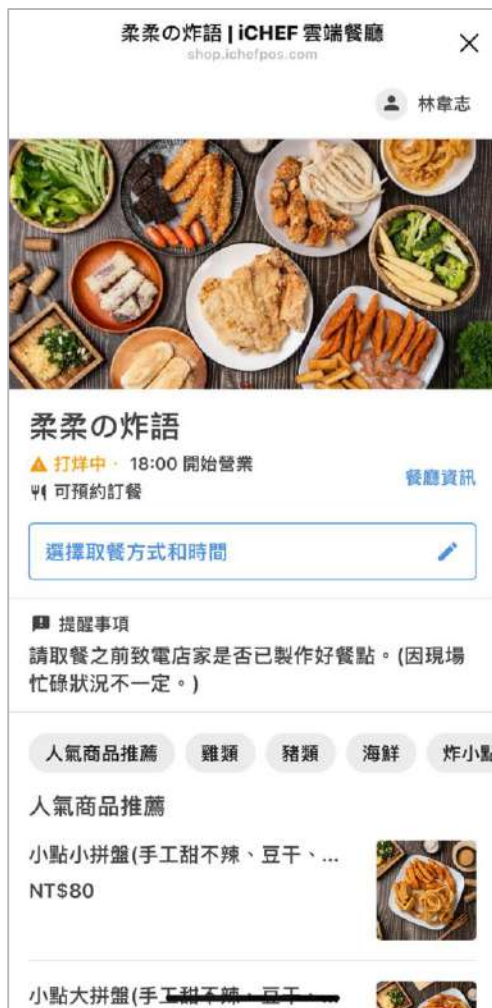 柔柔の炸語 | iCHEF 雲端餐廳
shop.ichefpos.com
林韋志
柔柔の炸語
打烊中· 18:00 開始營業
可預約訂餐
餐廳資訊
選擇取餐方式和時間
提醒事項
請取餐之前致電店家是否已製作好餐點。(因現場
忙碌狀況不一定。)
人氣商品推薦 雞類 豬類 海鮮 炸小點
人氣商品推薦
小點小拼盤(手工甜不辣、豆干、...
NT$80
小點大拼盤(手工甜不辣、豆干、...